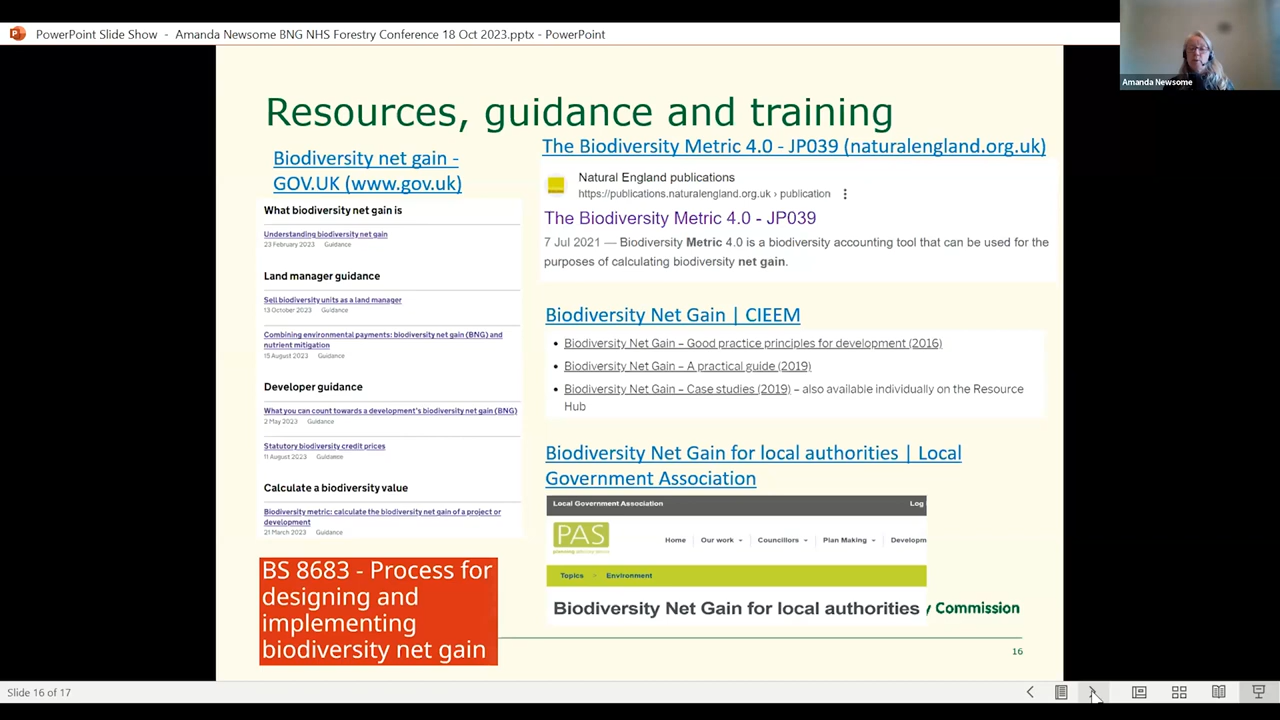 PowerPoint Slide Show - Amanda Newsome BNG NHS Forestry Conference 18 Oct 2023.pptx - PowerPoint
Amanda Newsome
Resources, guidance and training
Biodiversity net gain -
GOV.UK (www.gov.uk)
What biodiversity net gain is
Understanding biodiversity net gain
23 February 2023 Guidance
Land manager guidance
Sell biodiversity units as a land manager
13 October 2023 Guidance
Combining environmental payments: biodiversity net gain (BNG) and
nutrient mitigation
15 August 2023 Guidance
Developer guidance
What you can count towards a development's biodiversity net gain (BNG)
2 May 2023 Guidance
Statutory biodiversity credit prices
11 August 2023 Guidance
Calculate a biodiversity value
Biodiversity metric: calculate the biodiversity net gain of a project or
development
21 March 2023 Guidance
BS 8683 - Process for
designing and
implementing
biodiversity net gain
The Biodiversity Metric 4.0 - JP039 (naturalengland.org.uk)
Natural England publications
https://publications.naturalengland.org.uk › publication
The Biodiversity Metric 4.0 - JP039
7 Jul 2021 — Biodiversity Metric 4.0 is a biodiversity accounting tool that can be used for the
purposes of calculating biodiversity net gain.
Biodiversity Net Gain | CIEEM
• Biodiversity Net Gain – Good practice principles for development (2016)
• Biodiversity Net Gain – A practical guide (2019)
• Biodiversity Net Gain – Case studies (2019) – also available individually on the Resource
Hub
Biodiversity Net Gain for local authorities | Local
Government Association
Local Government Association Log
PAS
Home Our work Councillors Plan Making Developm
Topics > Environment
Biodiversity Net Gain for local authorities
y Commission
16
Slide 16 of 17